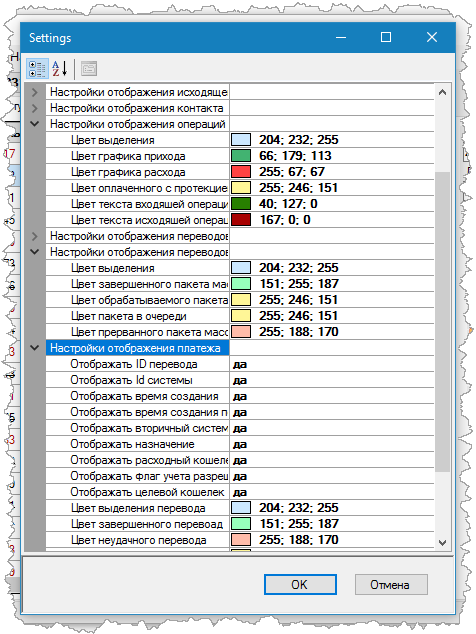 Settings
Настройки отображения исходяще
Настройки отображения контакта
Настройки отображения операций
Цвет выделения 204; 232; 255
Цвет графика прихода 66; 179; 113
Цвет графика расхода 255; 67; 67
Цвет оплаченного с протекцие 255; 246; 151
Цвет текста входящей операци 40; 127; 0
Цвет текста исходяшей операц 167; 0; 0
Настройки отображения переводов
Настройки отображения переводов
Цвет выделения 204; 232; 255
Цвет завершенного пакета мас 151; 255; 187
Цвет обрабатываемого пакета 255; 246; 151
Цвет пакета в очереди 255; 246; 151
Цвет прерванного пакета массо 255; 188; 170
Настройки отображения платежа
Отображать ID перевода да
Отображать Id системы да
Отображать время создания да
Отображать время создания п да
Отображать вторичный систем да
Отображать назначение да
Отображать расходный кошеле да
Отображать флаг учета разреш да
Отображать целевой кошелек да
Цвет выделения перевода 204; 232; 255
Цвет завершенного перевоад 151; 255; 187
Цвет неудачного перевода 255; 188; 170
OK Отмена